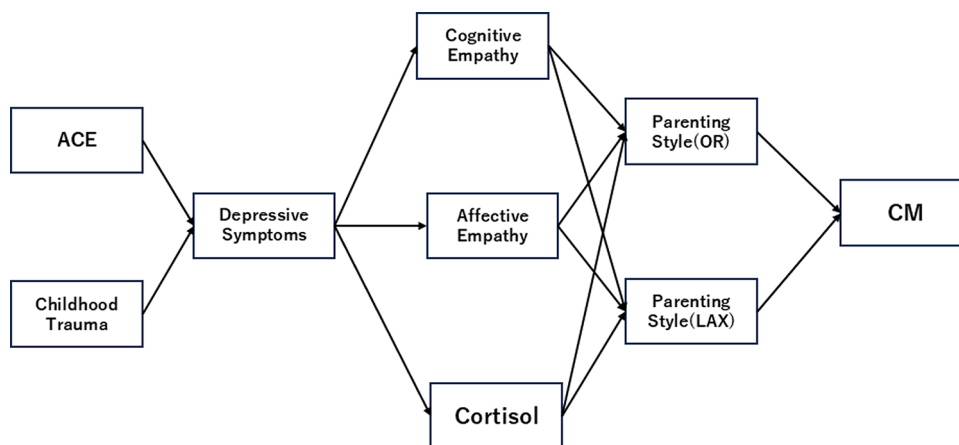 ACE
Childhood
Trauma
Depressive
Symptoms
Cognitive
Empathy
Affective
Empathy
Cortisol
Parenting
Style(OR)
Parenting
Style(LAX)
CM